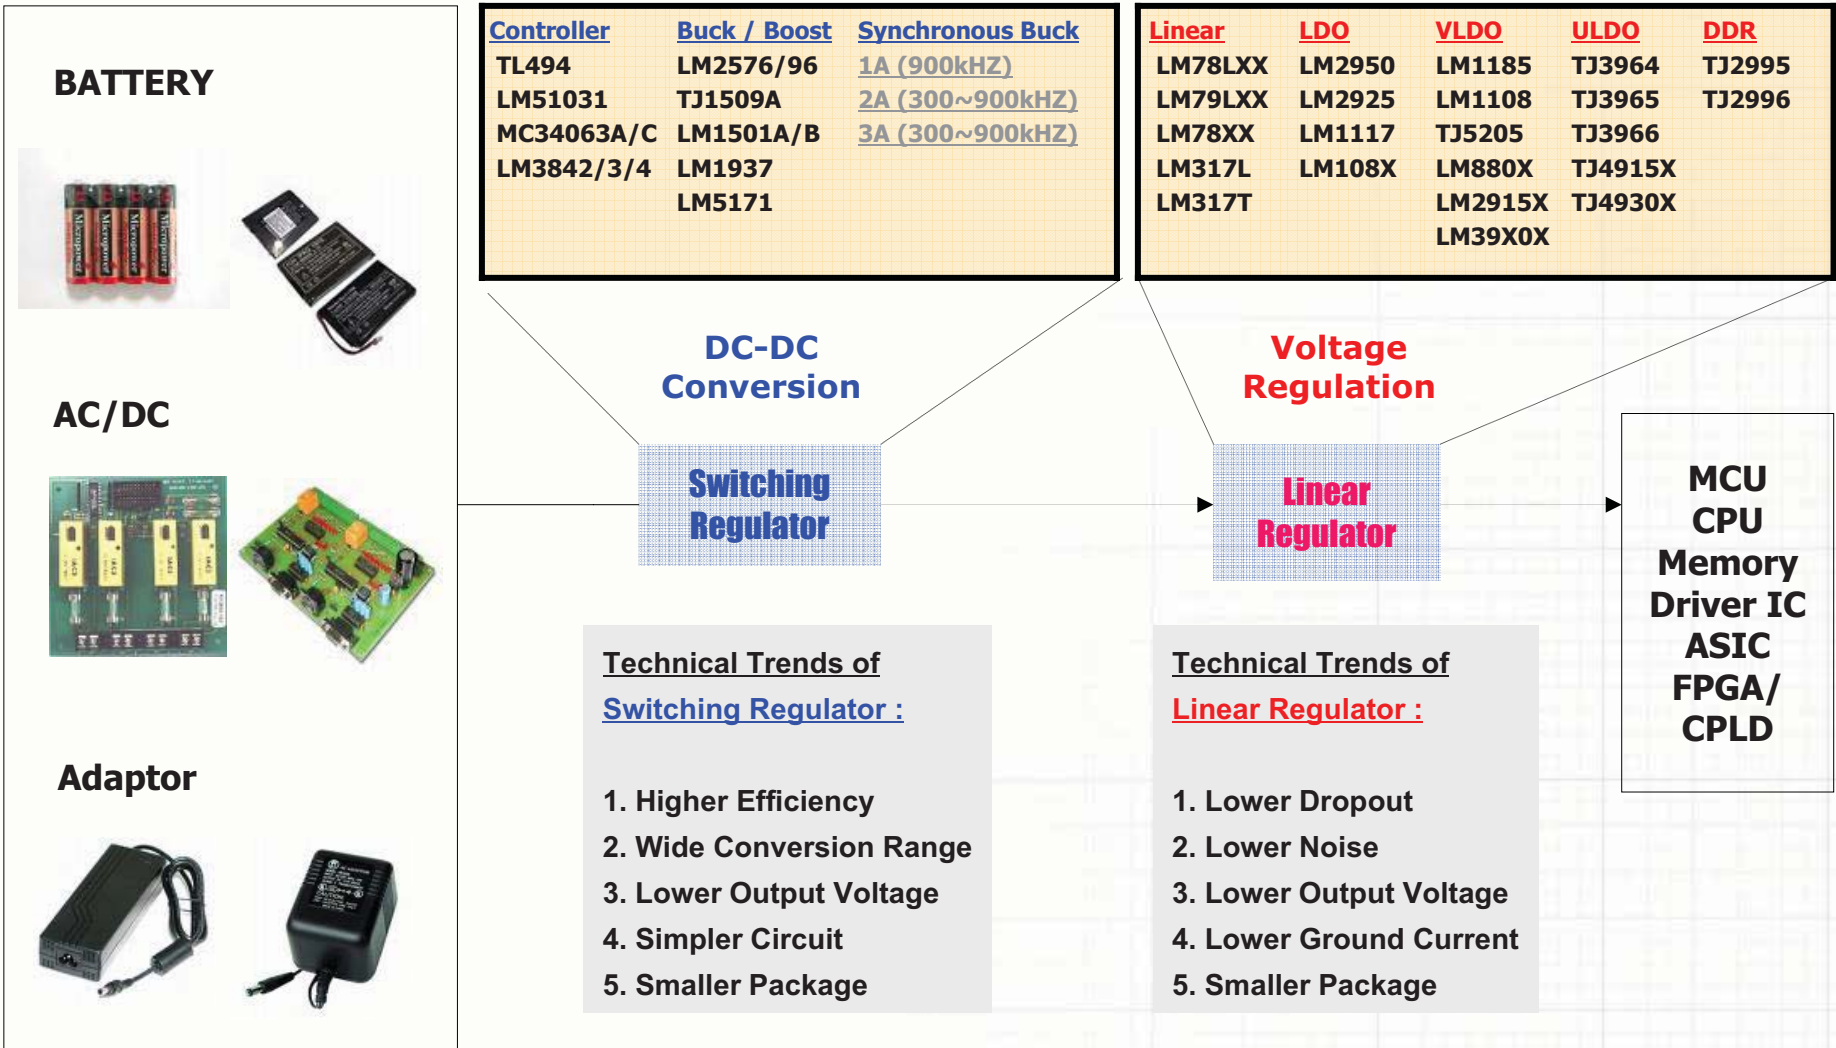 BATTERY
Micropower
Micropower
Micropower
Micropower
AC/DC
Adaptor
Controller
TL494
LM51031
MC34063A/C
LM3842/3/4
Buck / Boost
LM2576/96
TJ1509A
LM1501A/B
LM1937
LM5171
Synchronous Buck
1A (900kHZ)
2A (300~900kHZ)
3A (300~900kHZ)
Linear
LM78LXX
LM79LXX
LM78XX
LM317L
LM317T
LDO
LM2950
LM2925
LM1117
LM108X
VLDO
LM1185
LM1108
TJ5205
LM880X
LM2915X
LM39X0X
ULDO
TJ3964
TJ3965
TJ3966
TJ4915X
TJ4930X
DDR
TJ2995
TJ2996
DC-DC
Conversion
Switching
Regulator
Voltage
Regulation
Linear
Regulator
MCU
CPU
Memory
Driver IC
ASIC
FPGA/
CPLD
Technical Trends of
Switching Regulator :
1. Higher Efficiency
2. Wide Conversion Range
3. Lower Output Voltage
4. Simpler Circuit
5. Smaller Package
Technical Trends of
Linear Regulator :
1. Lower Dropout
2. Lower Noise
3. Lower Output Voltage
4. Lower Ground Current
5. Smaller Package